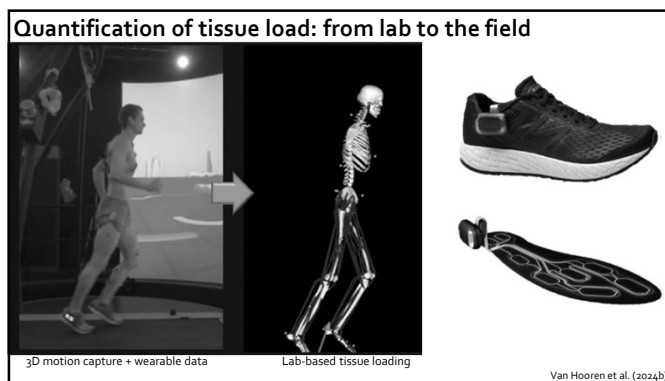 Quantification of tissue load: from lab to the field
3D motion capture + wearable data
Lab-based tissue loading
Van Hooren et al. (2024b)